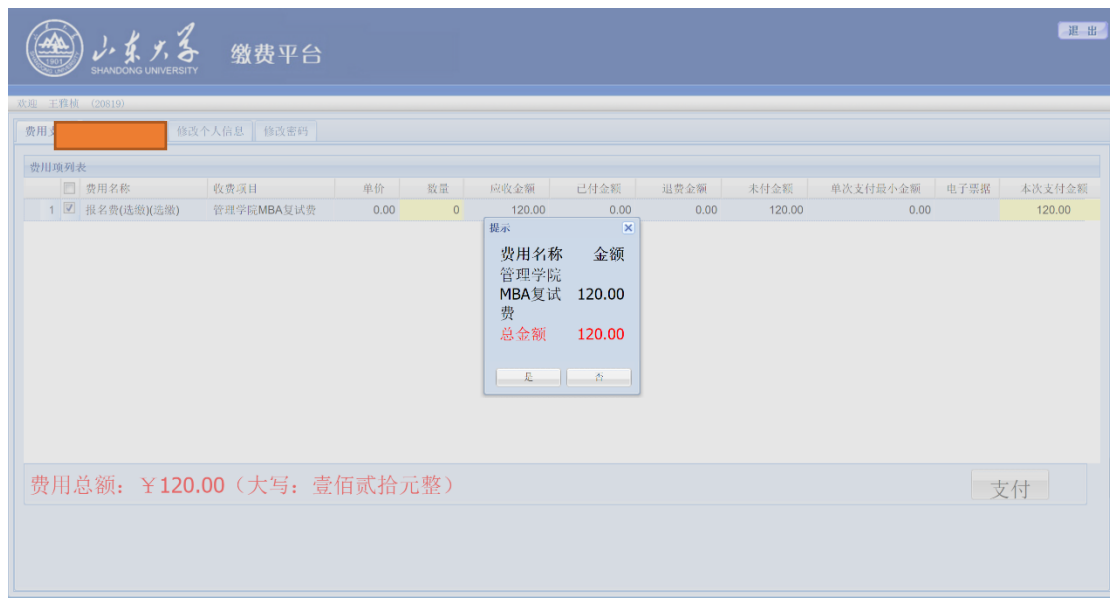 山东大学
SHANDONG UNIVERSITY
缴费平台
1901
退 出
欢迎 王雅桢 (20819)
费用
修改个人信息
修改密码
费用项列表
费用名称 收费项目 单价 数量 应收金额 已付金额 退费金额 未付金额 单次支付最小金额 电子票据 本次支付金额
1 报名费(选缴)(选缴) 管理学院MBA复试费 0.00 0 120.00 0.00 0.00 120.00 0.00 120.00
提示
费用名称 金额
管理学院
MBA复试 120.00
费
总金额 120.00
是 否
费用总额：￥120.00（大写：壹佰贰拾元整）
支付